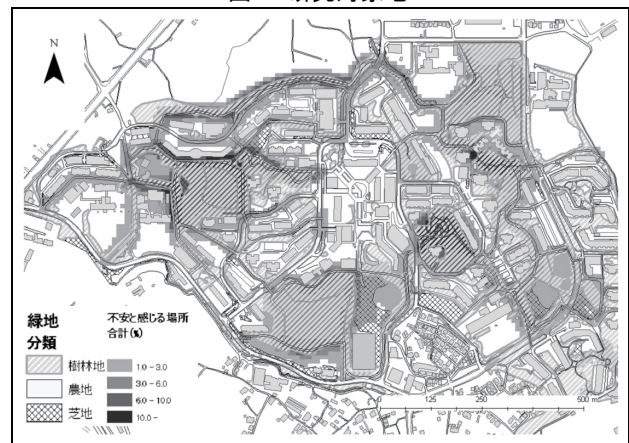 N
緑地
分類
樹林地
農地
芝地
不安と感じる場所
合計(%)
1.0 - 3.0
3.0 - 6.0
6.0 - 10.0
10.0 -
0 125 250 500 m